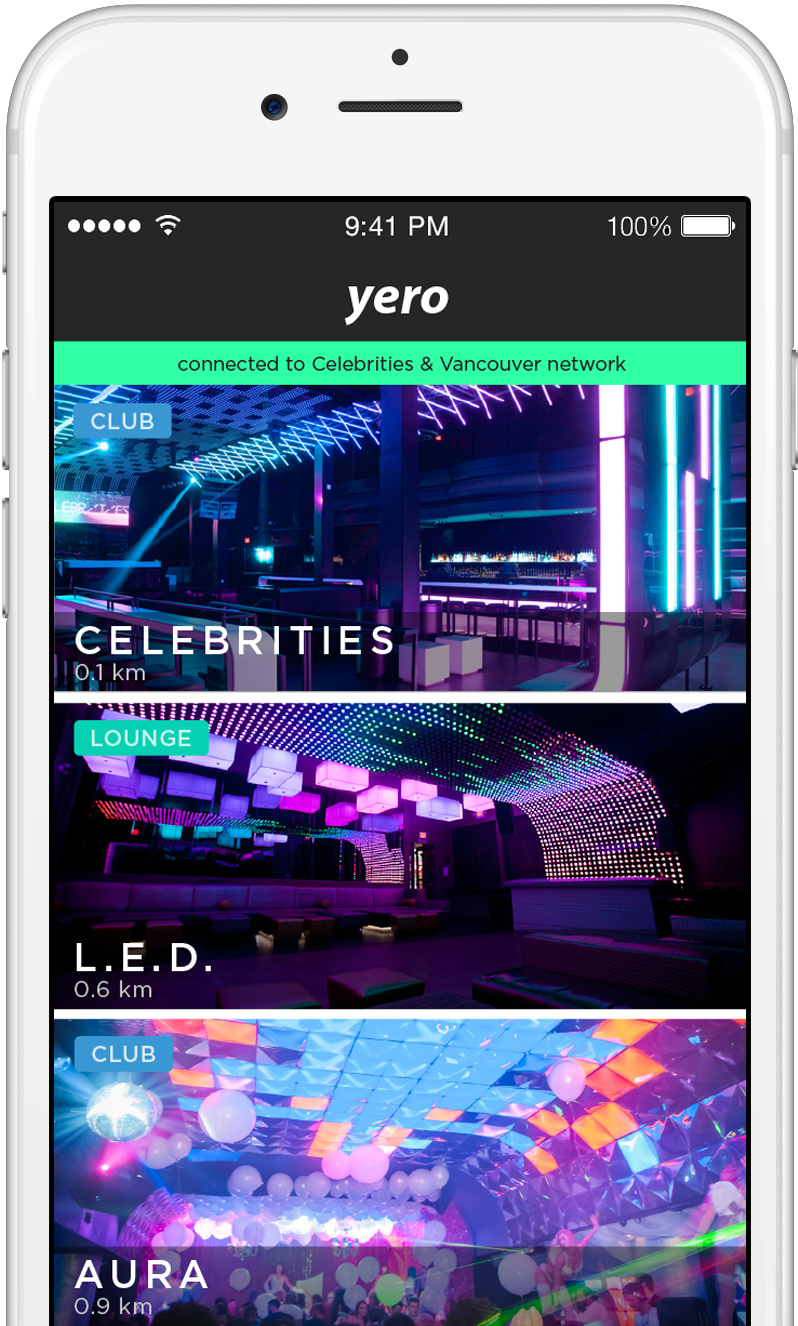 9:41 PM
100%
yero
connected to Celebrities & Vancouver network
CLUB
CELEBRITIES
0.1 km
LOUNGE
L.E.D.
0.6 km
CLUB
AURA
0.9 km